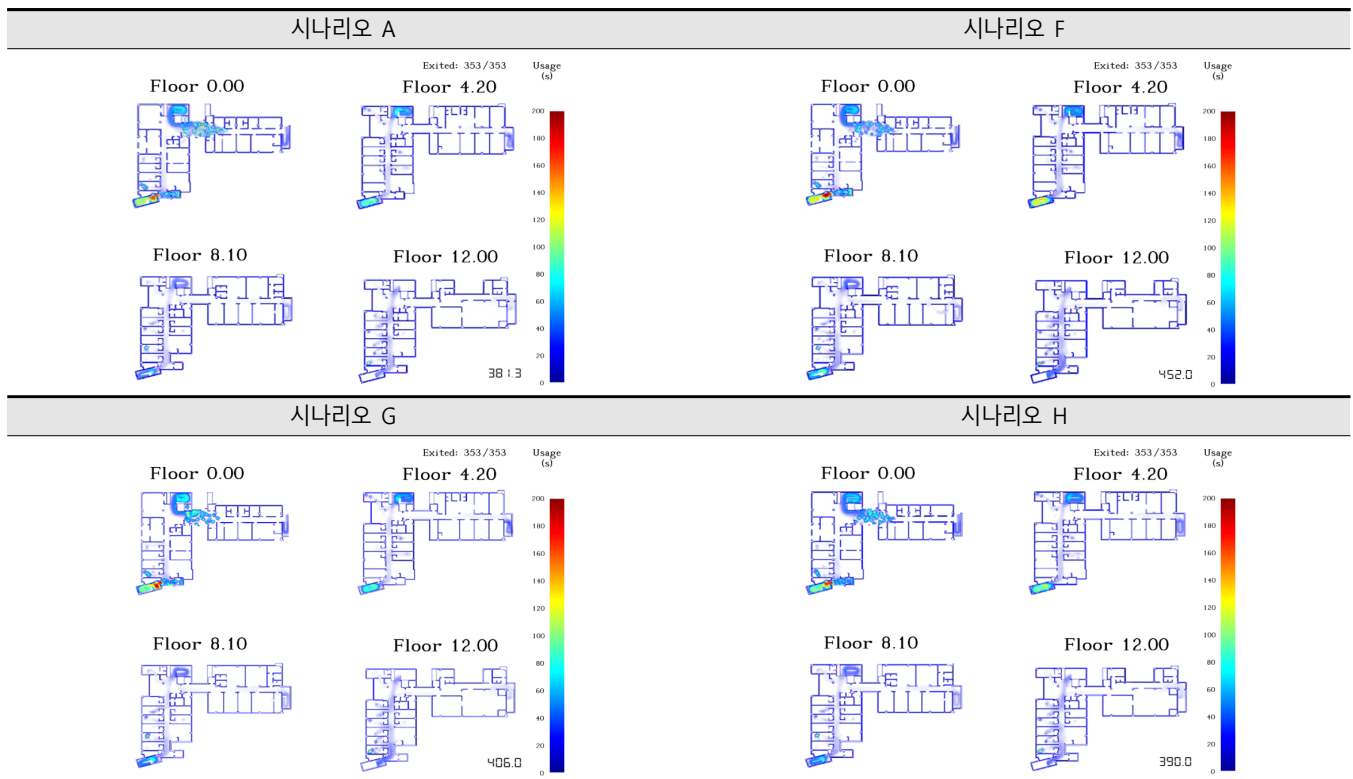 시나리오 A
시나리오 F
Exited: 353/353
Usage
(s)
Floor 0.00
Floor 4.20
200
180
160
140
120
100
80
60
40
20
0
Floor 8.10
Floor 12.00
381.3
Exited: 353/353
Usage
(s)
Floor 0.00
Floor 4.20
200
180
160
140
120
100
80
60
40
20
0
Floor 8.10
Floor 12.00
452.0
시나리오 G
시나리오 H
Exited: 353/353
Usage
(s)
Floor 0.00
Floor 4.20
200
180
160
140
120
100
80
60
40
20
0
Floor 8.10
Floor 12.00
406.0
Exited: 353/353
Usage
(s)
Floor 0.00
Floor 4.20
200
180
160
140
120
100
80
60
40
20
0
Floor 8.10
Floor 12.00
390.0